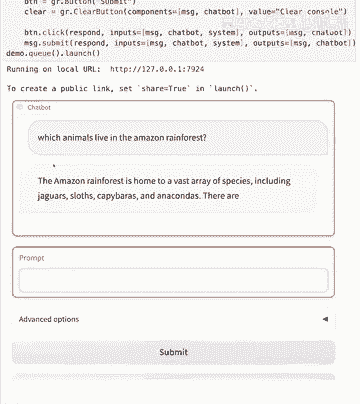 btn = gr.Button("Submit")
clear = gr.ClearButton(components=[msg, chatbot], value="Clear console")
btn.click(respond, inputs=[msg, chatbot, system], outputs=[msg, chatbot])
msg.submit(respond, inputs=[msg, chatbot, system], outputs=[msg, chatbot])
demo.queue().launch()
Running on local URL: http://127.0.0.1:7924
To create a public link, set `share=True` in `launch()`.
Chatbot
which animals live in the amazon rainforest?
The Amazon rainforest is home to a vast array of species, including
jaguars, sloths, capybaras, and anacondas. There are
Prompt
Advanced options
Submit